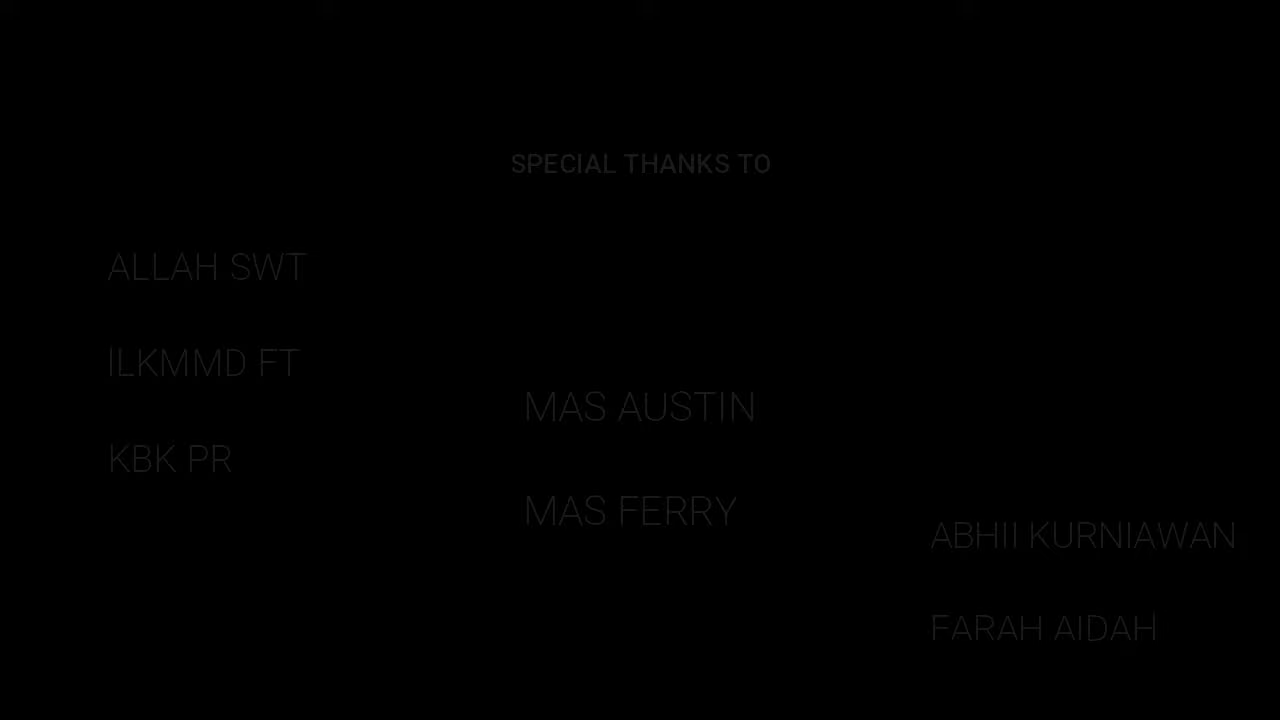 SPECIAL THANKS TO
ALLAH SWT
ILKMMD FT
KBK PR
MAS AUSTIN
MAS FERRY
ABHII KURNIAWAN
FARAH AIDAH